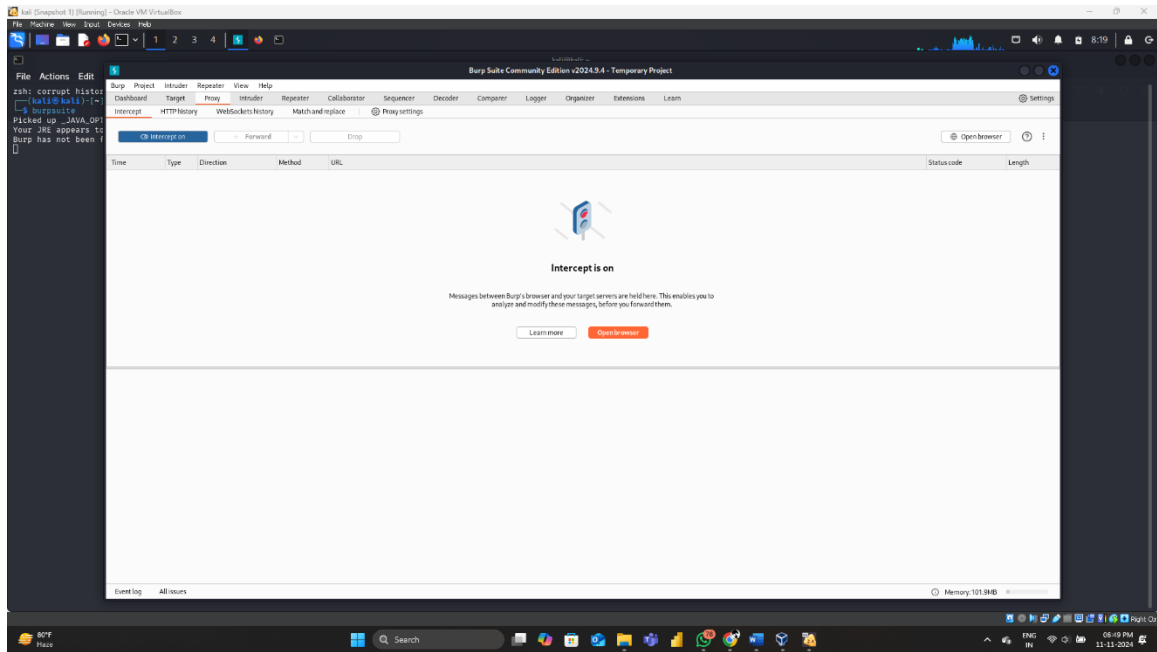 kali (Snapshot 1) [Running] - Oracle VM VirtualBox
File Machine View Input Devices Help
1 2 3 4
8:19
File Actions Edit
Burp Suite Community Edition v2024.9.4 - Temporary Project
zsh: corrupt histor
(kali㉿kali)-[~]
$ burpsuite
Picked up _JAVA_OPT
Your JRE appears to
Burp has not been f
Burp Project Intruder Repeater View Help
Dashboard Target Proxy Intruder Repeater Collaborator Sequencer Decoder Comparer Logger Organizer Extensions Learn Settings
Intercept HTTP history WebSockets history Match and replace Proxy settings
Intercept on Forward Drop Open browser
Time Type Direction Method URL Status code Length
Intercept is on
Messages between Burp's browser and your target servers are held here. This enables you to
analyze and modify these messages, before you forward them.
Learn more Open browser
Event log All issues Memory: 101.9MB
80°F
Haze
Search
ENG
IN
06:49 PM
11-11-2024